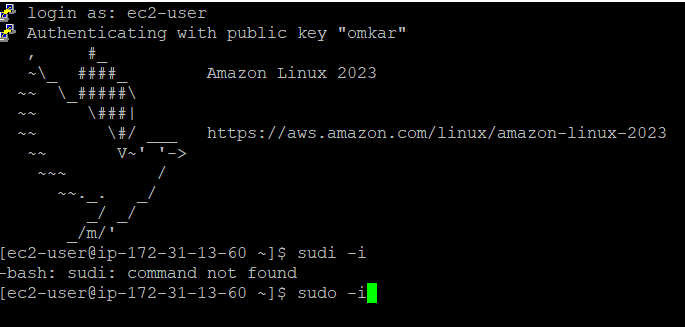 login as: ec2-user
Authenticating with public key "omkar"
   ,     #_
   ~\_  ####_        Amazon Linux 2023
  ~~  \_#####\
  ~~     \###|
  ~~       \#/ ___   https://aws.amazon.com/linux/amazon-linux-2023
   ~~       V~' '->
    ~~~         /
      ~~._.   _/
         _/ _/
       _/m/'
[ec2-user@ip-172-31-13-60 ~]$ sudi -i
-bash: sudi: command not found
[ec2-user@ip-172-31-13-60 ~]$ sudo -i